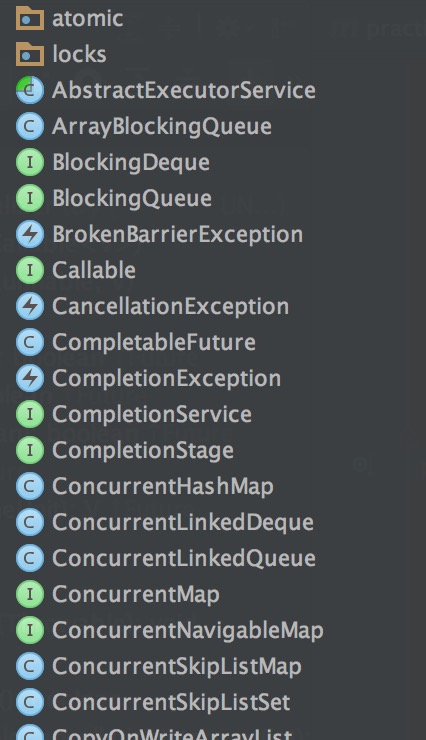 atomic
locks
AbstractExecutorService
ArrayBlockingQueue
BlockingDeque
BlockingQueue
BrokenBarrierException
Callable
CancellationException
CompletableFuture
CompletionException
CompletionService
CompletionStage
ConcurrentHashMap
ConcurrentLinkedDeque
ConcurrentLinkedQueue
ConcurrentMap
ConcurrentNavigableMap
ConcurrentSkipListMap
ConcurrentSkipListSet
CopyOnWriteArrayList